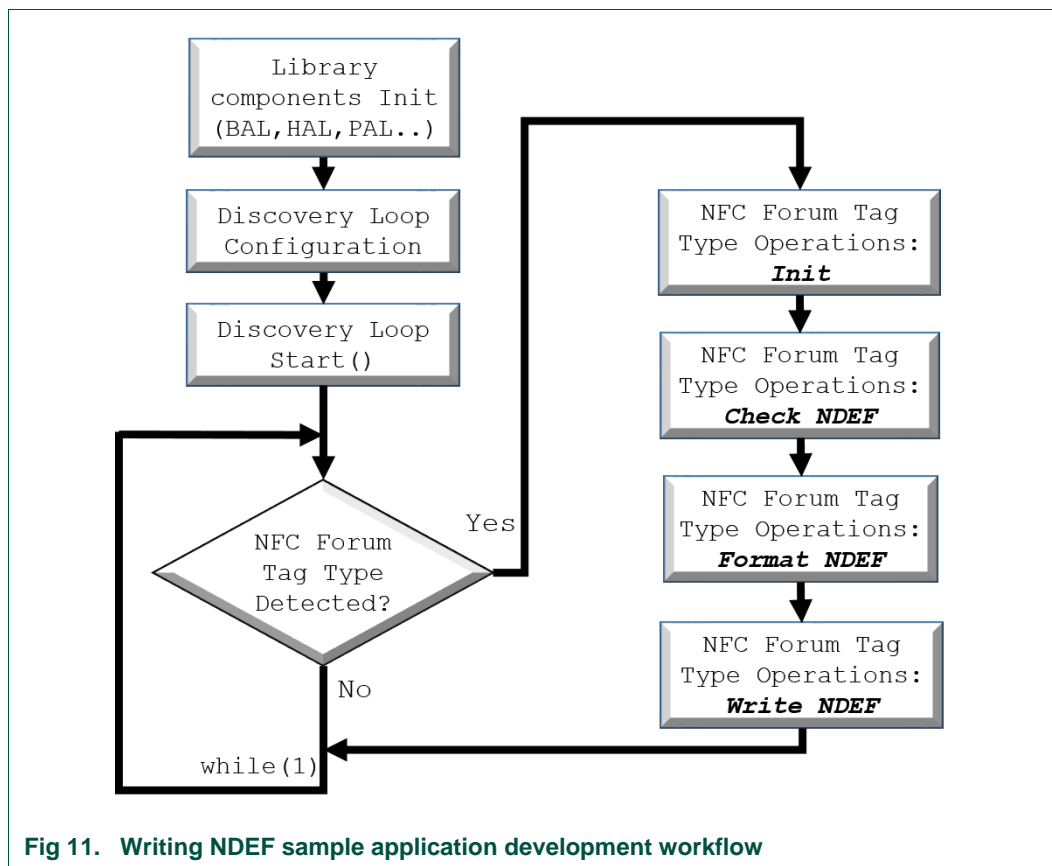 Library
components Init
(BAL,HAL,PAL..)
Discovery Loop
Configuration
Discovery Loop
Start()
NFC Forum
Tag Type
Detected?
Yes
No
while(1)
NFC Forum Tag
Type Operations:
Init
NFC Forum Tag
Type Operations:
Check NDEF
NFC Forum Tag
Type Operations:
Format NDEF
NFC Forum Tag
Type Operations:
Write NDEF
Fig 11. Writing NDEF sample application development workflow